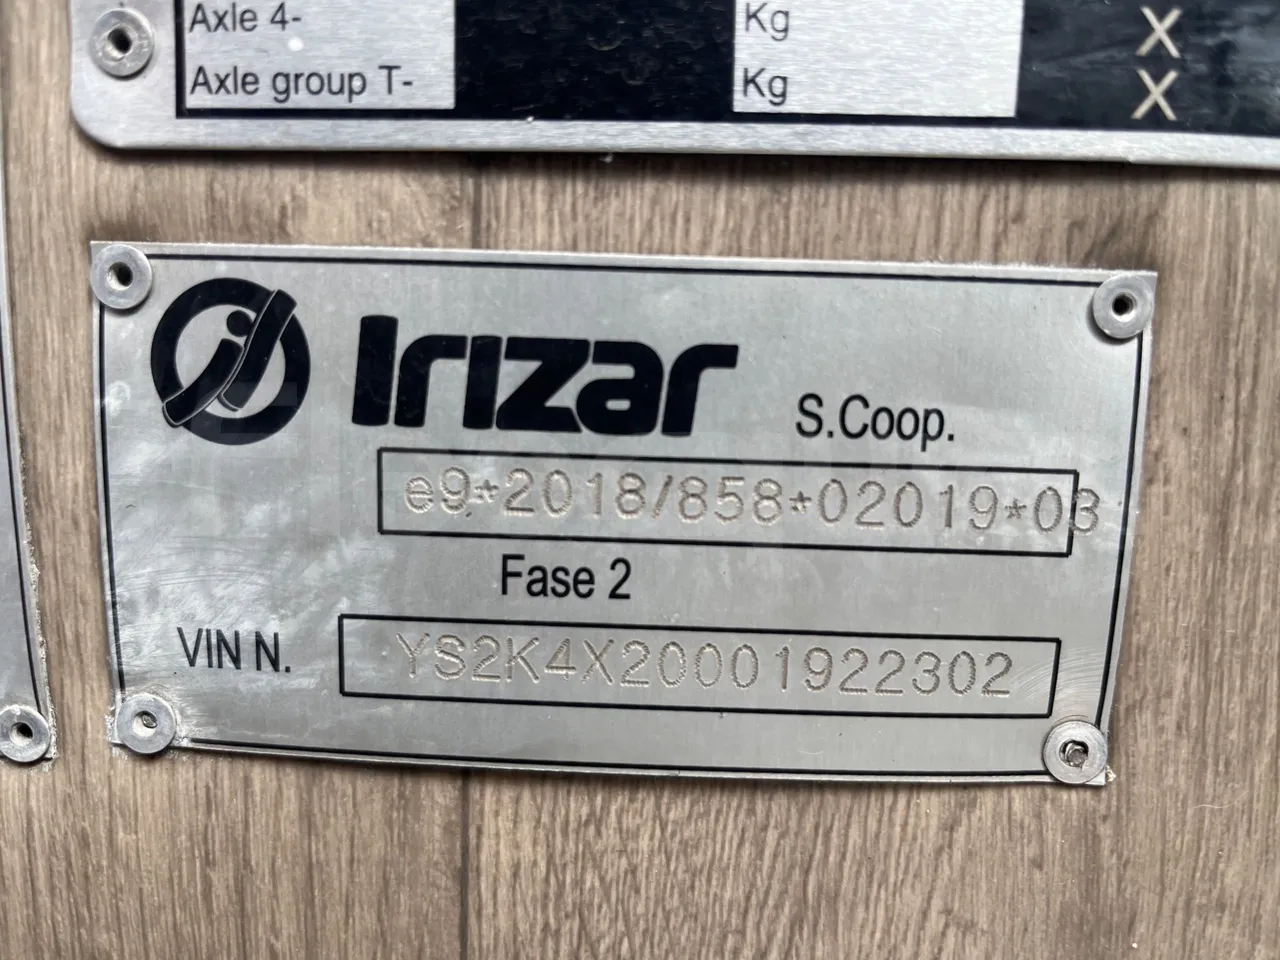 Axle 4- Kg X
Axle group T- Kg X
Irizar S.Coop.
e9*2018/858*02019*03
Fase 2
VIN N. YS2K4X20001922302